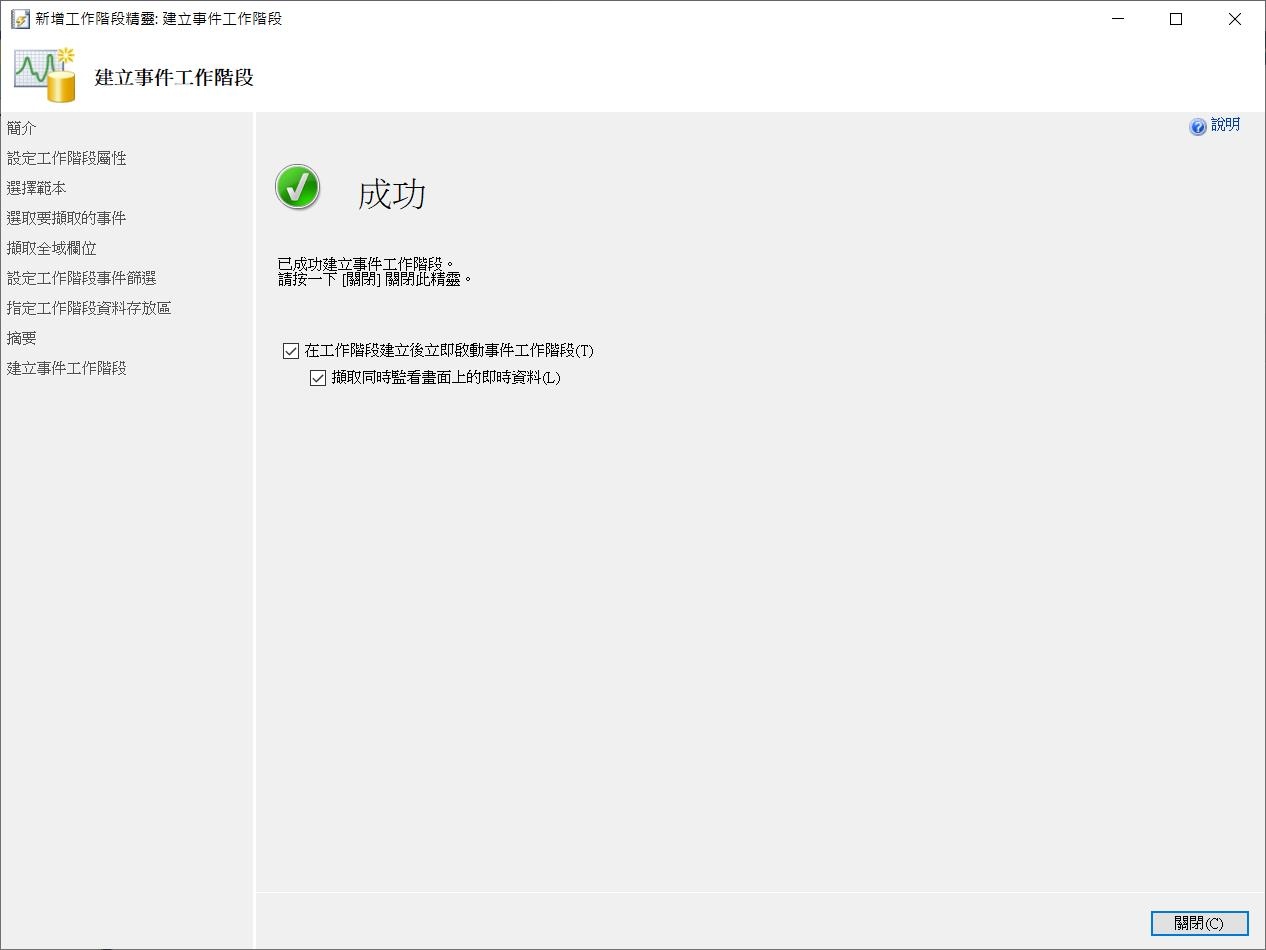 新增工作階段精靈: 建立事件工作階段
建立事件工作階段
簡介
設定工作階段屬性
選擇範本
選取要擷取的事件
擷取全域欄位
設定工作階段事件篩選
指定工作階段資料存放區
摘要
建立事件工作階段
說明
成功
已成功建立事件工作階段。
請按一下 [關閉] 關閉此精靈。
在工作階段建立後立即啟動事件工作階段(T)
擷取同時監看畫面上的即時資料(L)
關閉(C)